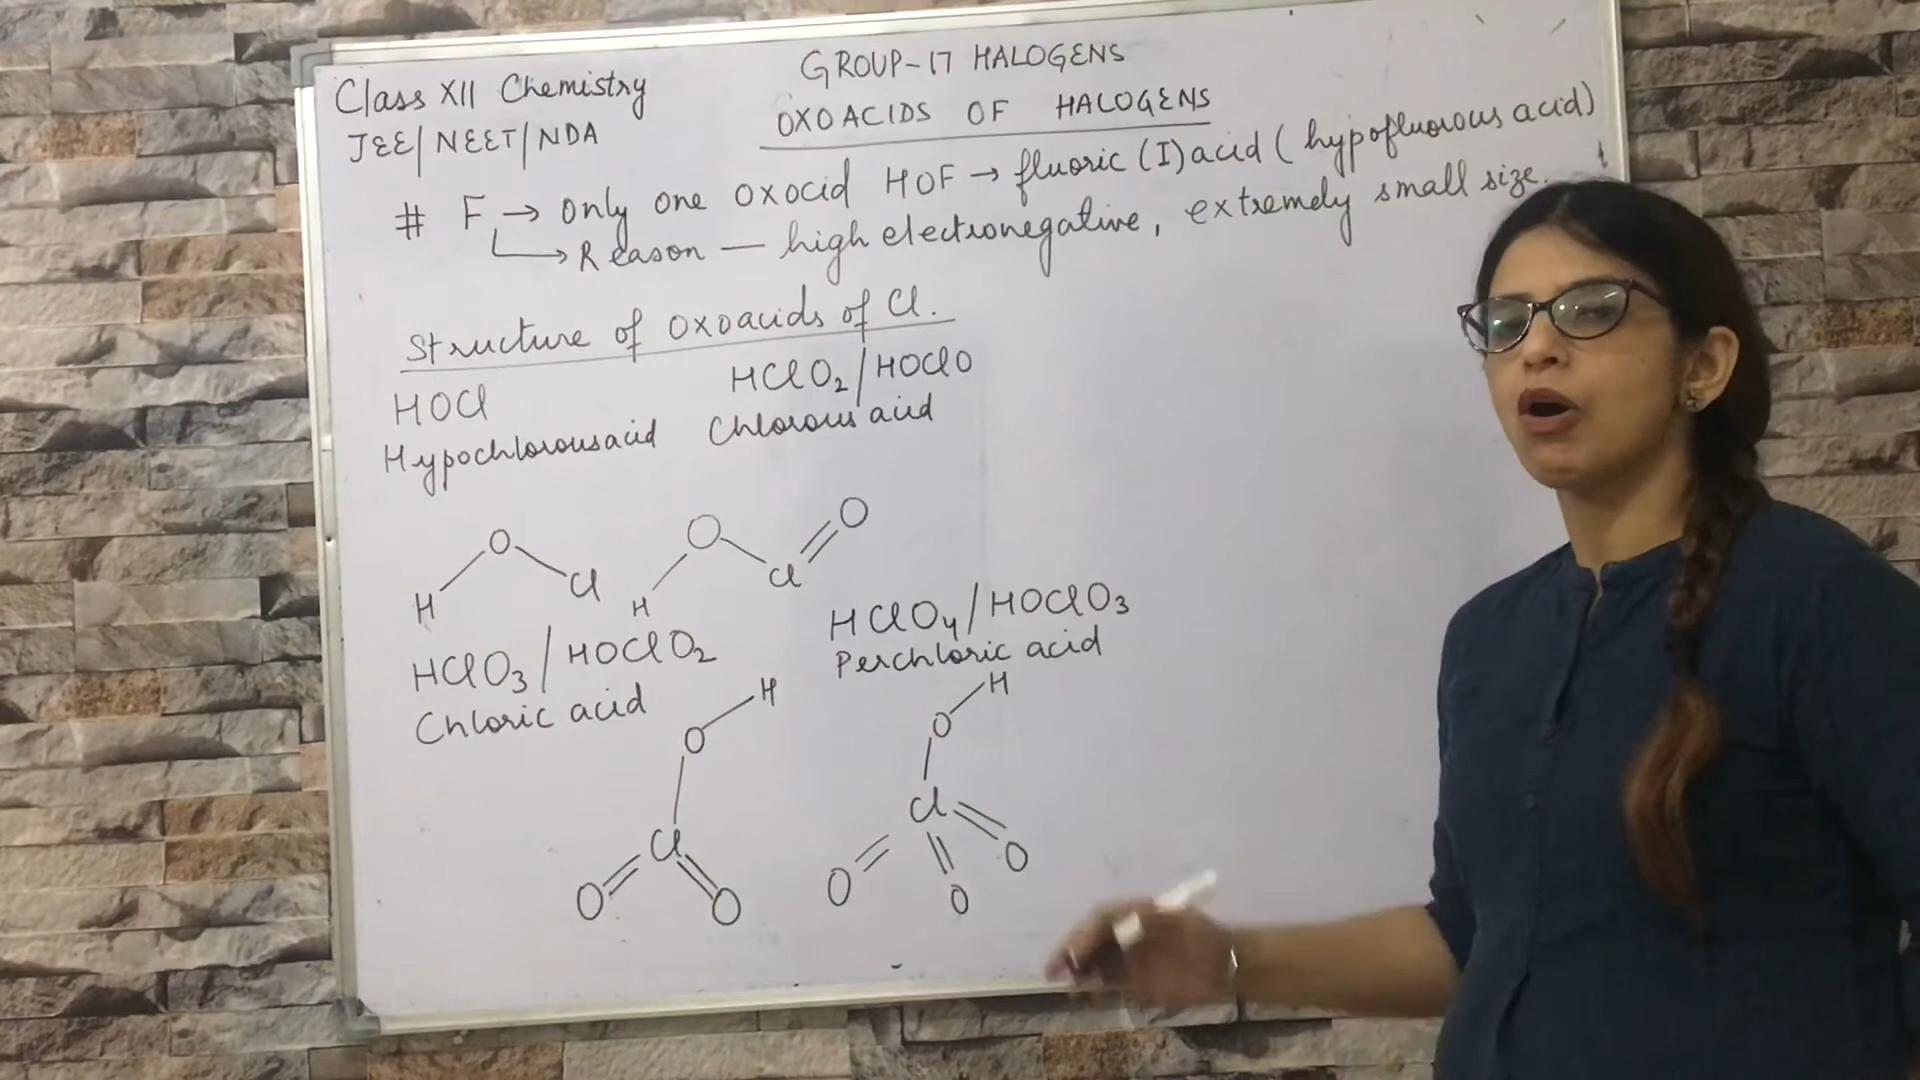 Class XII Chemistry
JEE/NEET/NDA
GROUP-17 HALOGENS
OXOACIDS OF HALOGENS
# F → only one oxocid HOF → fluoric (I) acid (hypofluorous acid)
→ Reason — high electronegative, extremely small size.
Structure of oxoacids of Cl.
HOCl
Hypochlorous acid
HClO₂/HOClO
Chlorous acid
H O Cl
H O Cl O
HClO₃/HOClO₂
Chloric acid
H
O
Cl
O O
HClO₄/HOClO₃
Perchloric acid
H
O
Cl
O O O